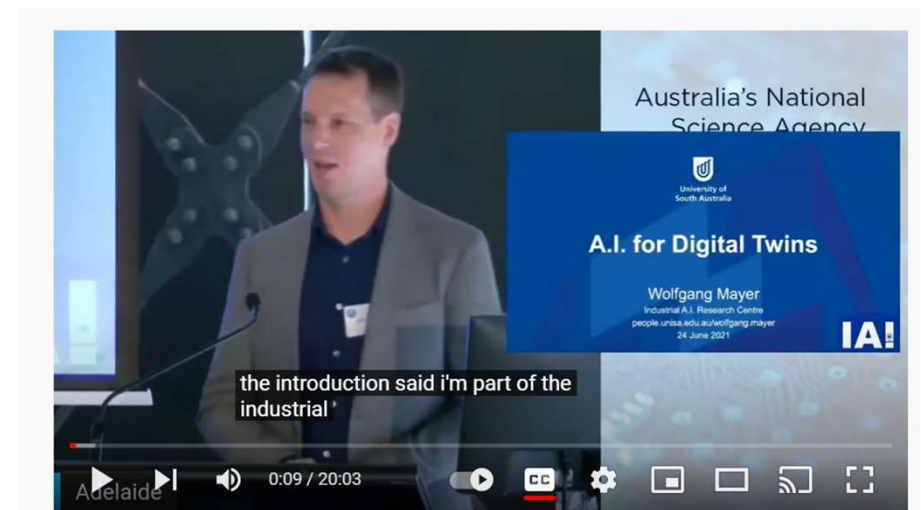 Australia's National
Science Agency
University of
South Australia
A.I. for Digital Twins
Wolfgang Mayer
Industrial A.I. Research Centre
people.unisa.edu.au/wolfgang.mayer
24 June 2021
IA!
the introduction said i'm part of the
industrial
0:09 / 20:03
CC
Adelaide